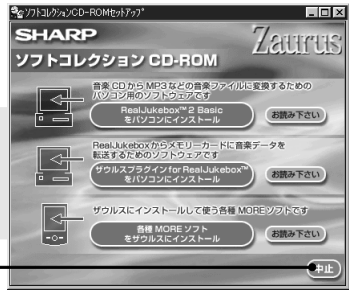 ソフトコレクションCD-ROMセットアップ
SHARP
Zaurus
ソフトコレクション CD-ROM
音楽CDからMP3などの音楽ファイルに変換するための
パソコン用のソフトウェアです
RealJukebox™ 2 Basic
をパソコンにインストール
お読み下さい
RealJukeboxからメモリーカードに音楽データを
転送するためのソフトウェアです
ザウルスプラグイン for RealJukebox™
をパソコンにインストール
お読み下さい
ザウルスにインストールして使う各種 MOREソフトです
各種 MORE ソフト
をザウルスにインストール
お読み下さい
中止